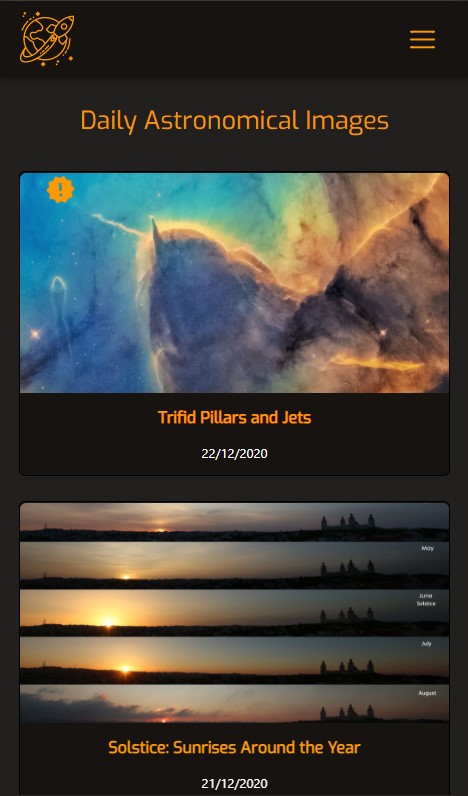 Daily Astronomical Images
!
Trifid Pillars and Jets
22/12/2020
May
June
Solstice
July
August
Solstice: Sunrises Around the Year
21/12/2020